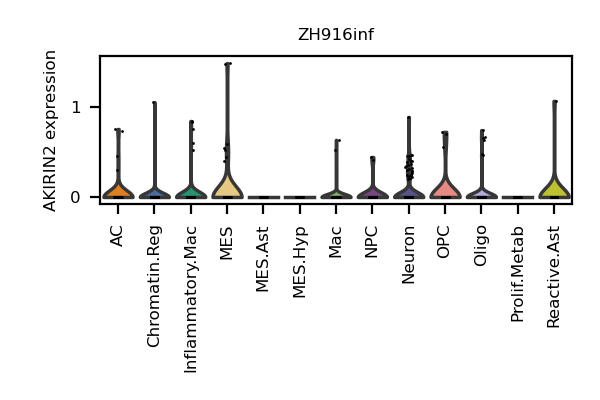 ZH916inf
AKIRIN2 expression
1
0
AC
Chromatin.Reg
Inflammatory.Mac
MES
MES.Ast
MES.Hyp
Mac
NPC
Neuron
OPC
Oligo
Prolif.Metab
Reactive.Ast